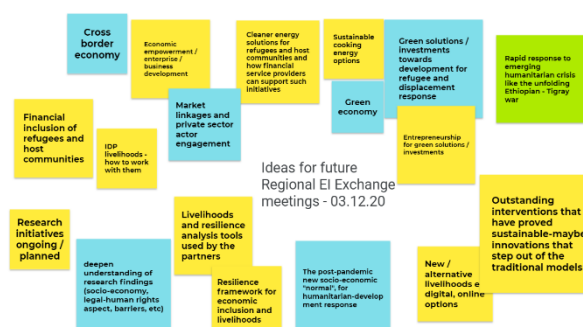 Cross
border
economy
Economic
empowerment /
enterprise /
business
development
Cleaner energy
solutions for
refugees and host
communities and
how financial
service providers
can support such
initiatives
Sustainable
cooking
energy
options
Green solutions /
investments
towards
development for
refugee and
displacement
response
Rapid response to
emerging
humanitarian crisis
like the unfolding
Ethiopian - Tigray
war
Financial
inclusion of
refugees and
host
communities
IDP
livelihoods -
how to work
with them
Market
linkages and
private sector
actor
engagement
Green
economy
Entrepreneurship
for green solutions /
investments
Ideas for future
Regional EI Exchange
meetings - 03.12.20
Research
initiatives
ongoing /
planned
deepen
understanding of
research findings
(socio-economy,
legal-human rights
aspect, barriers, etc)
Livelihoods
and resilience
analysis tools
used by the
partners
Resilience
framework for
economic
inclusion and
livelihoods
The post-pandemic
new socio-economic
"normal", for
humanitarian-develop
ment response
New /
alternative
livelihoods e.
digital, online
options
Outstanding
interventions that
have proved
sustainable-maybe
innovations that
step out of the
traditional models